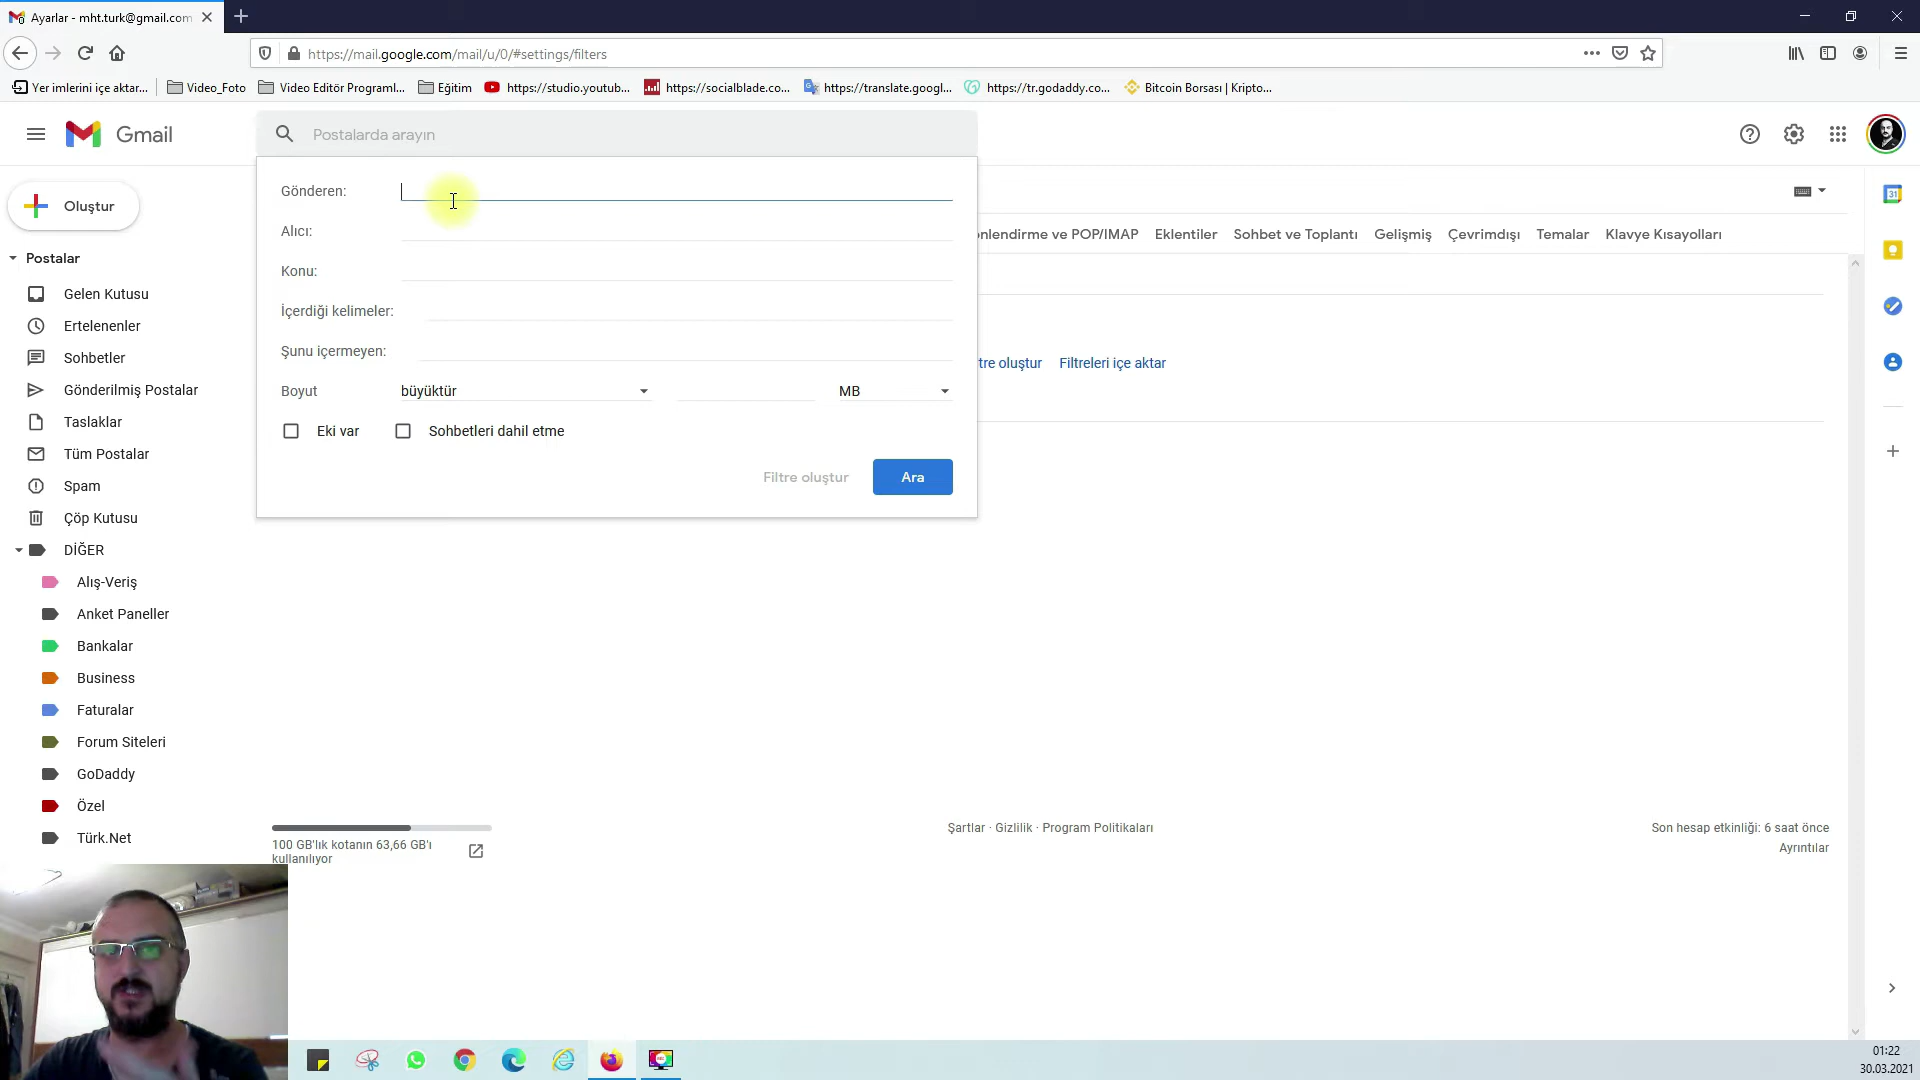 Ayarlar - mht.turk@gmail.com
https://mail.google.com/mail/u/0/#settings/filters
Yer imlerini içe aktar...
Video_Foto
Video Editör Programl...
Eğitim
https://studio.youtub...
https://socialblade.co...
https://translate.googl...
https://tr.godaddy.co...
Bitcoin Borsası | Kripto...
Gmail
Postalarda arayın
Oluştur
Postalar
Gelen Kutusu
Ertelenenler
Sohbetler
Gönderilmiş Postalar
Taslaklar
Tüm Postalar
Spam
Çöp Kutusu
DİĞER
Alış-Veriş
Anket Paneller
Bankalar
Business
Faturalar
Forum Siteleri
GoDaddy
Özel
Türk.Net
Gönderen:
Alıcı:
Konu:
İçerdiği kelimeler:
Şunu içermeyen:
Boyut büyüktür MB
Eki var Sohbetleri dahil etme
Filtre oluştur Ara
önlendirme ve POP/IMAP Eklentiler Sohbet ve Toplantı Gelişmiş Çevrimdışı Temalar Klavye Kısayolları
tre oluştur Filtreleri içe aktar
31
100 GB'lık kotanın 63,66 GB'ı
kullanılıyor
Şartlar · Gizlilik · Program Politikaları
Son hesap etkinliği: 6 saat önce
Ayrıntılar
01:22
30.03.2021